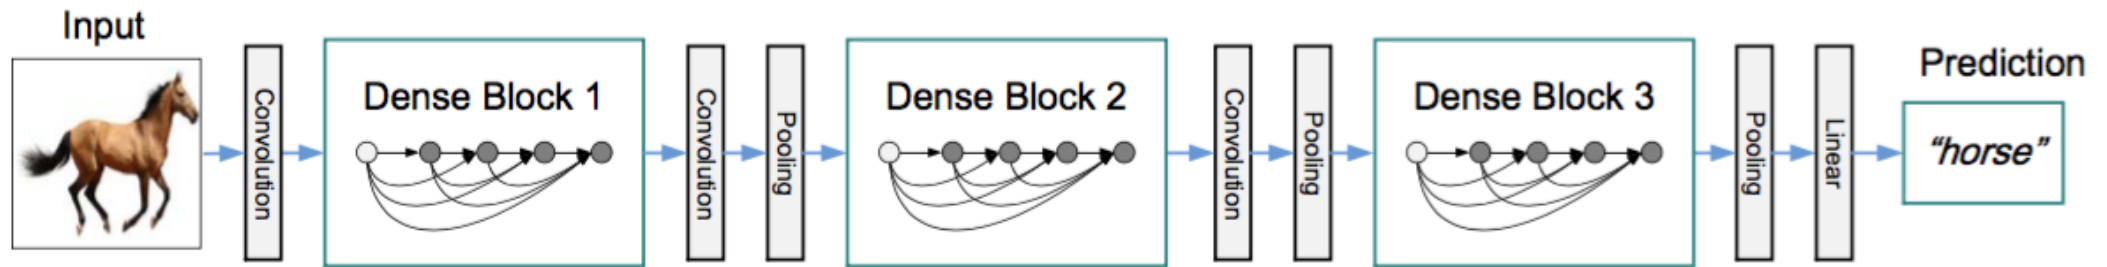 Input
Convolution
Dense Block 1
Convolution
Pooling
Dense Block 2
Convolution
Pooling
Dense Block 3
Pooling
Linear
Prediction
“horse”